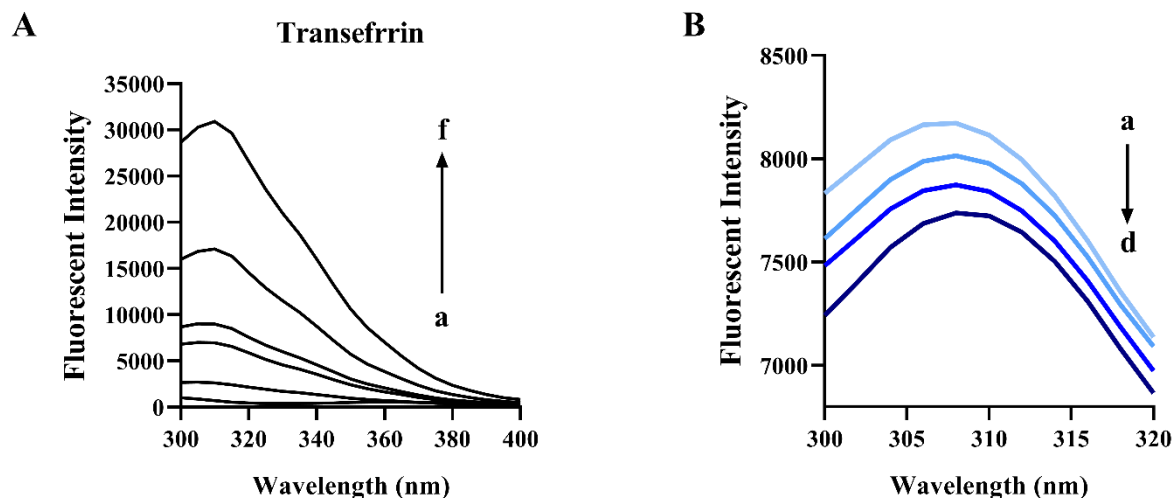 A
Transefrrin
Fluorescent Intensity
35000
30000
25000
20000
15000
10000
5000
0
f
a
300 320 340 360 380 400
Wavelength (nm)
B
Fluorescent Intensity
8500
8000
7500
7000
a
d
300 305 310 315 320
Wavelength (nm)